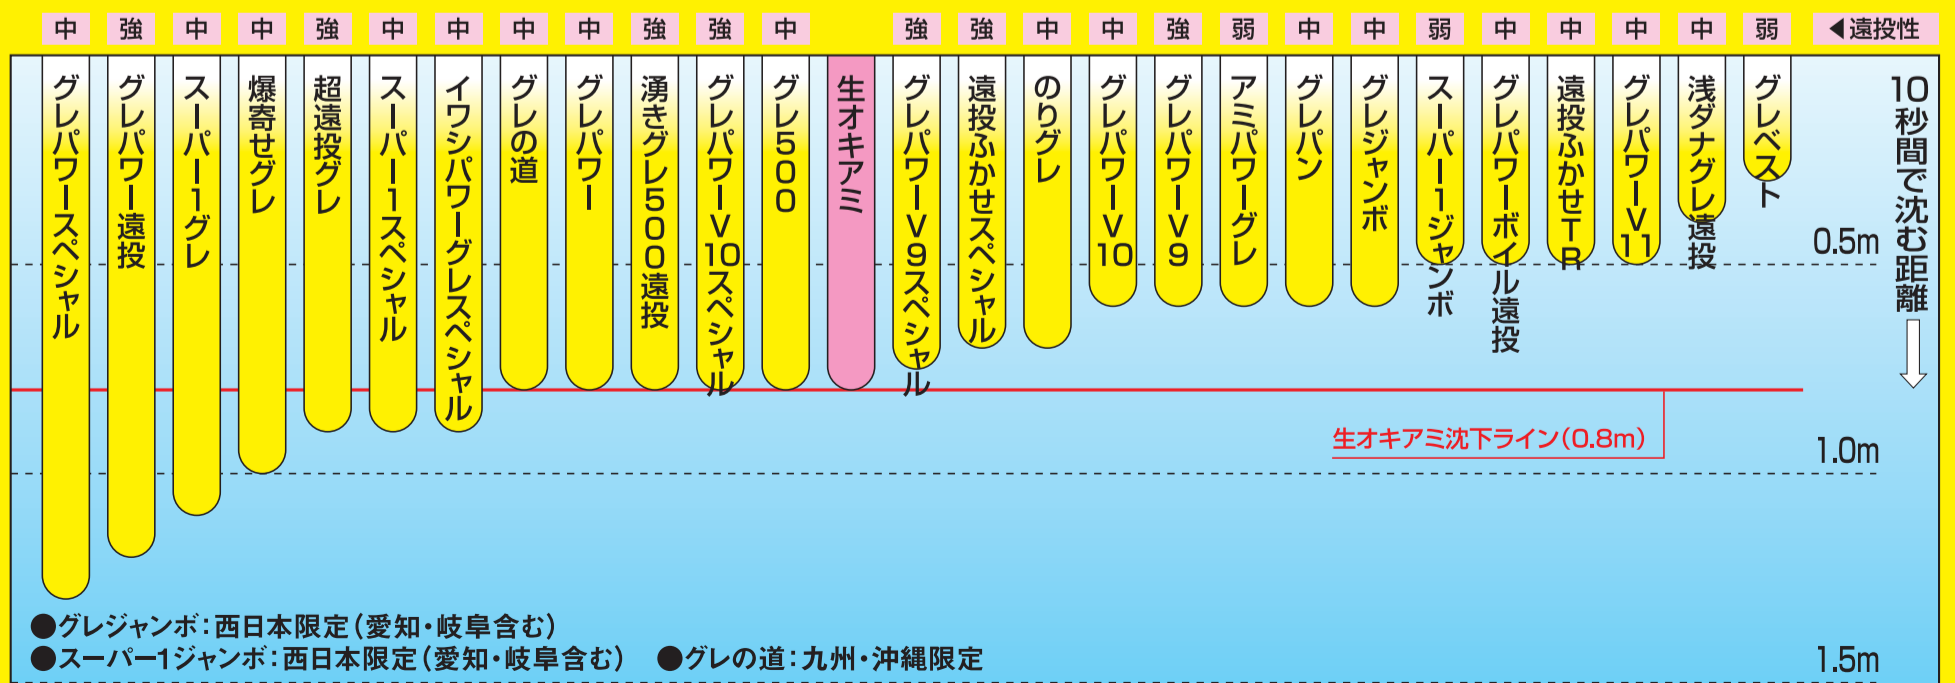 中 強 中 中 強 中 中 中 中 強 強 中 強 強 中 中 強 弱 中 中 弱 中 中 中 中 弱 ◀遠投性
グレパワースペシャル
グレパワー遠投
スーパー1グレ
爆寄せグレ
超遠投グレ
スーパー1スペシャル
イワシパワーグレスペシャル
グレの道
グレパワー
湧きグレ500遠投
グレパワーV10スペシャル
グレ500
生オキアミ
グレパワーV9スペシャル
遠投ふかせスペシャル
のりグレ
グレパワーV10
グレパワーV9
アミパワーグレ
グレパン
グレジャンボ
スーパー1ジャンボ
グレパワーボイル遠投
遠投ふかせTR
グレパワーV11
浅ダナグレ遠投
グレベスト
10秒間で沈む距離
0.5m
生オキアミ沈下ライン(0.8m)
1.0m
●グレジャンボ:西日本限定(愛知・岐阜含む)
●スーパー1ジャンボ:西日本限定(愛知・岐阜含む) ●グレの道:九州・沖縄限定
1.5m